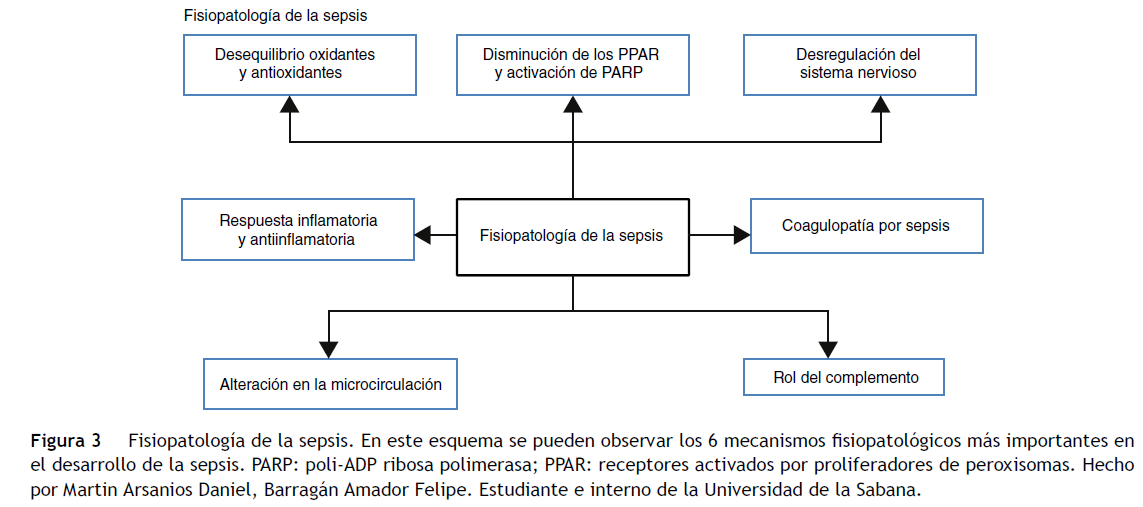 Fisiopatología de la sepsis
Desequilibrio oxidantes
y antioxidantes
Disminución de los PPAR
y activación de PARP
Desregulación del
sistema nervioso
Respuesta inflamatoria
y antiinflamatoria
Fisiopatología de la sepsis
Coagulopatía por sepsis
Alteración en la microcirculación
Rol del complemento
Figura 3 Fisiopatología de la sepsis. En este esquema se pueden observar los 6 mecanismos fisiopatológicos más importantes en
el desarrollo de la sepsis. PARP: poli-ADP ribosa polimerasa; PPAR: receptores activados por proliferadores de peroxisomas. Hecho
por Martin Arsanios Daniel, Barragán Amador Felipe. Estudiante e interno de la Universidad de la Sabana.